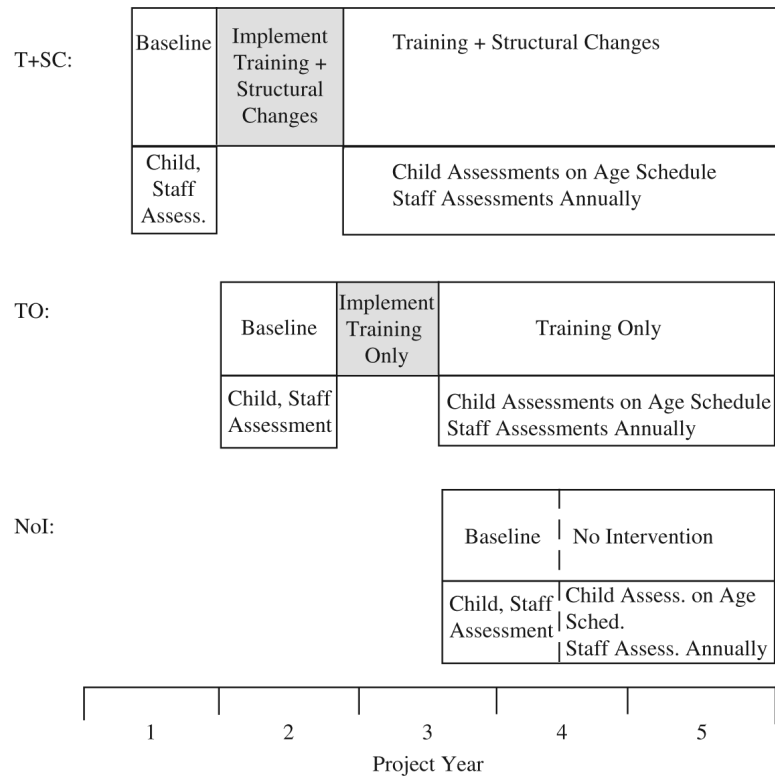 T+SC:
Baseline
Implement
Training +
Structural
Changes
Training + Structural Changes
Child,
Staff
Assess.
Child Assessments on Age Schedule
Staff Assessments Annually
TO:
Baseline
Implement
Training
Only
Training Only
Child, Staff
Assessment
Child Assessments on Age Schedule
Staff Assessments Annually
NoI:
Baseline
No Intervention
Child, Staff
Assessment
Child Assess. on Age
Sched.
Staff Assess. Annually
1 2 3 4 5
Project Year